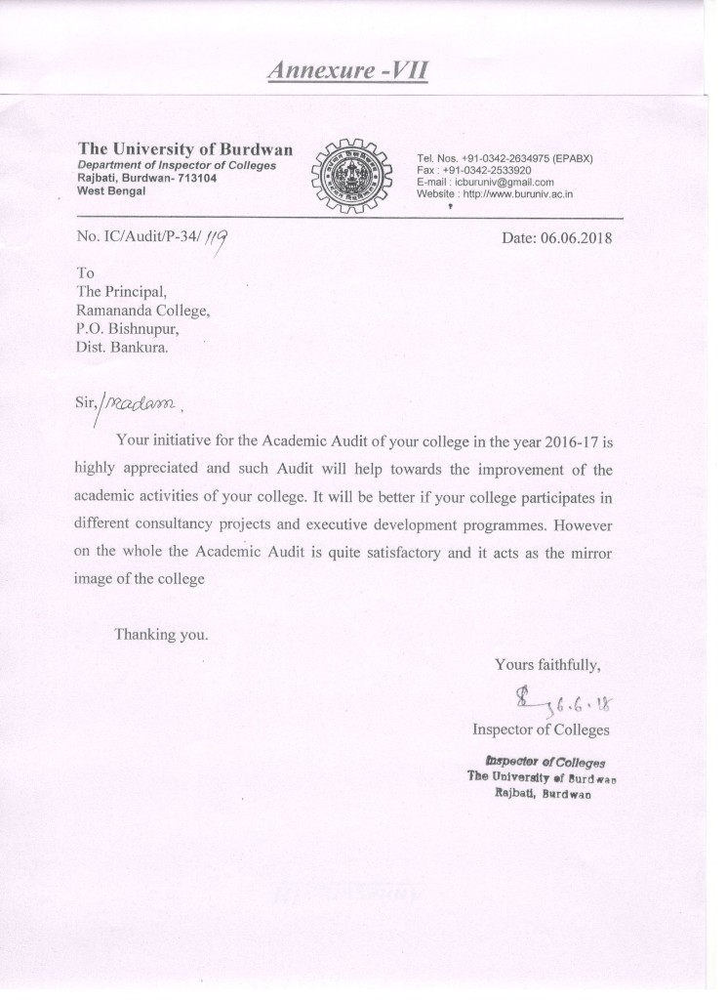 Annexure -VII
The University of Burdwan
Department of Inspector of Colleges
Rajbati, Burdwan- 713104
West Bengal
Tel. Nos. +91-0342-2634975 (EPABX)
Fax : +91-0342-2533920
E-mail : icburuniv@gmail.com
Website : http://www.buruniv.ac.in
No. IC/Audit/P-34/ 119
Date: 06.06.2018
To
The Principal,
Ramananda College,
P.O. Bishnupur,
Dist. Bankura.
Sir,/Madam,
Your initiative for the Academic Audit of your college in the year 2016-17 is
highly appreciated and such Audit will help towards the improvement of the
academic activities of your college. It will be better if your college participates in
different consultancy projects and executive development programmes. However
on the whole the Academic Audit is quite satisfactory and it acts as the mirror
image of the college
Thanking you.
Yours faithfully,
6.6.18
Inspector of Colleges
Inspector of Colleges
The University of Burdwan
Rajbati, Burdwan